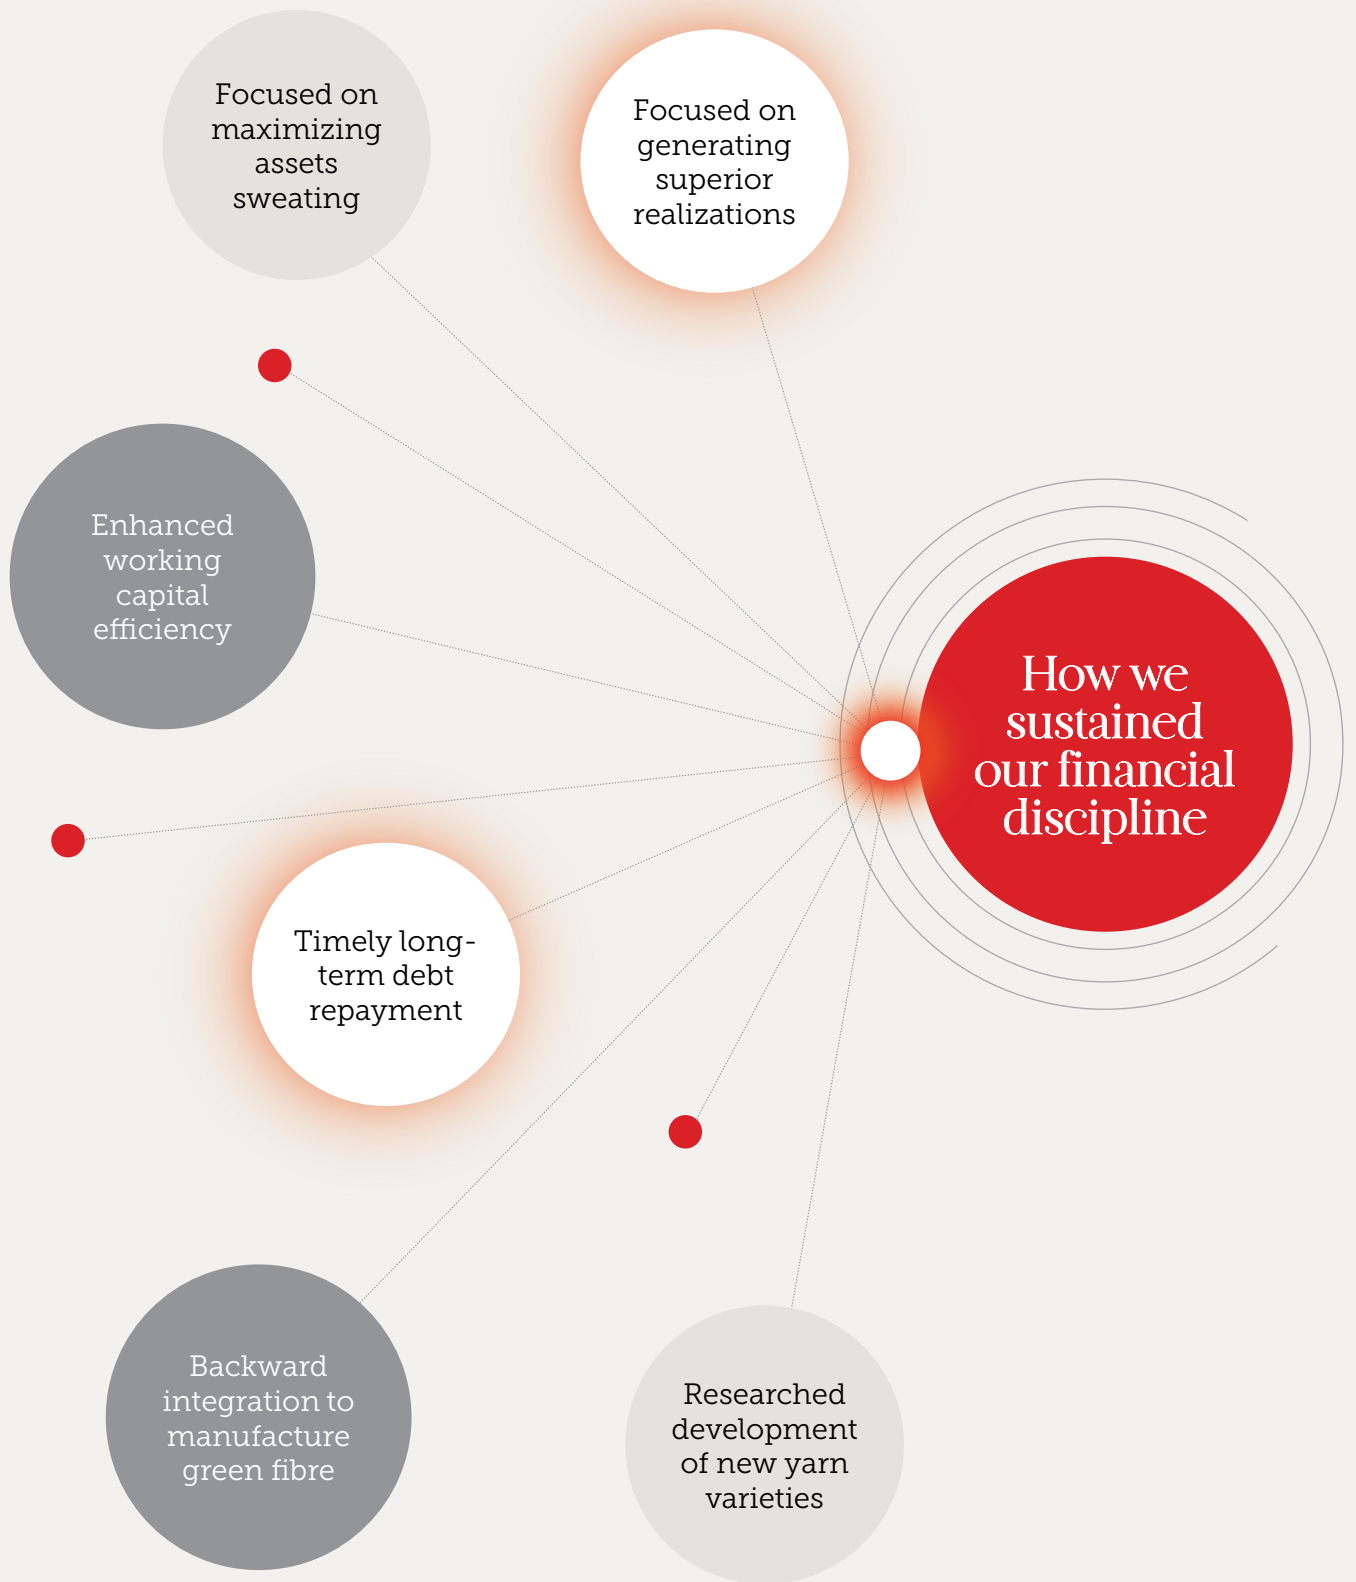 Focused on
maximizing
assets
sweating
Focused on
generating
superior
realizations
Enhanced
working
capital
efficiency
How we
sustained
our financial
discipline
Timely long-
term debt
repayment
Backward
integration to
manufacture
green fibre
Researched
development
of new yarn
varieties